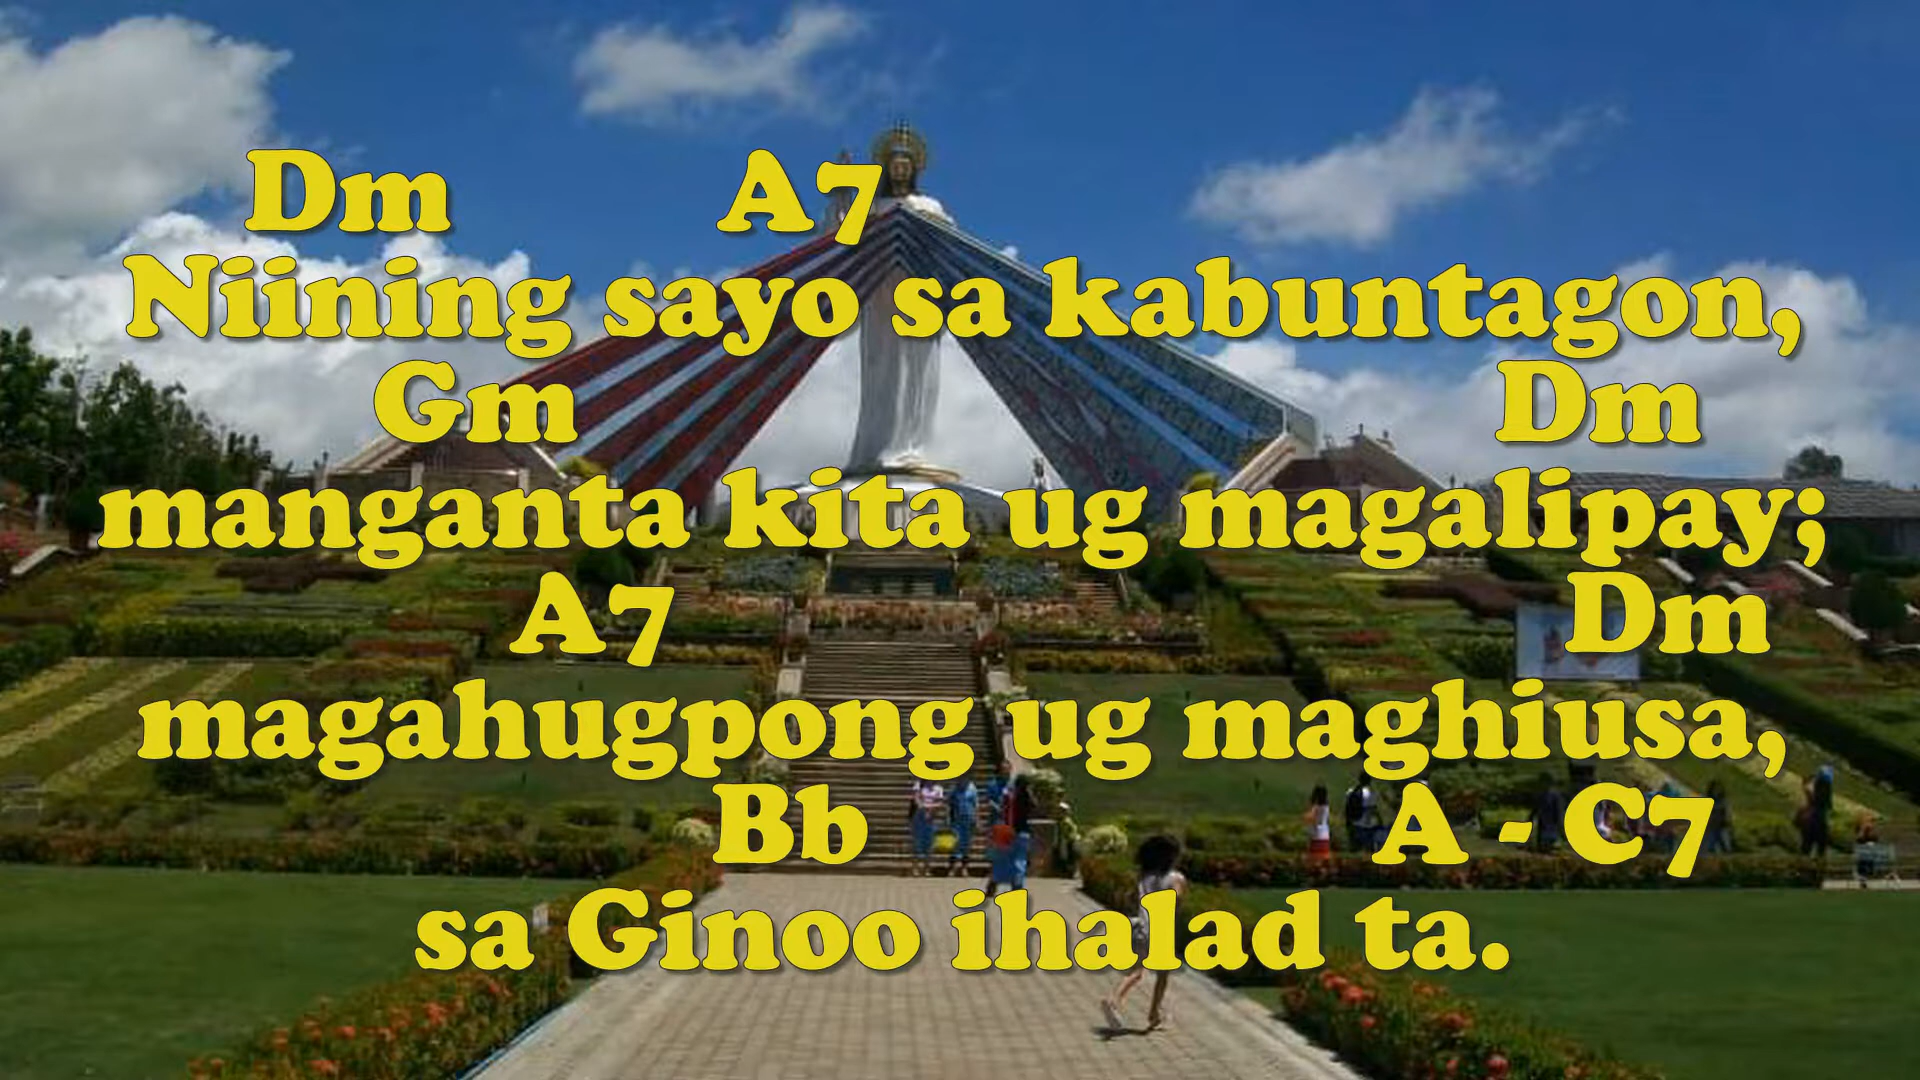 Dm A7
Niining sayo sa kabuntagon,
Gm Dm
manganta kita ug magalipay;
A7 Dm
magahugpong ug maghiusa,
Bb A - C7
sa Ginoo ihalad ta.